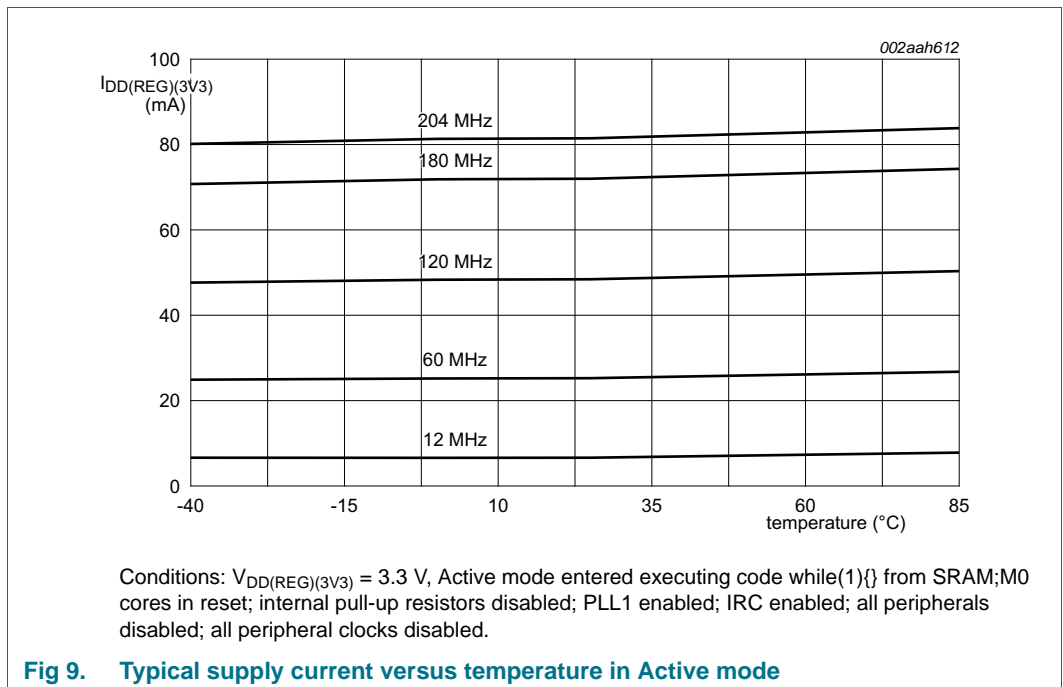 002aah612
100
I_DD(REG)(3V3)
(mA)
80
60
40
20
0
204 MHz
180 MHz
120 MHz
60 MHz
12 MHz
-40 -15 10 35 60 85
temperature (°C)
Conditions: V_DD(REG)(3V3) = 3.3 V, Active mode entered executing code while(1){} from SRAM;M0
cores in reset; internal pull-up resistors disabled; PLL1 enabled; IRC enabled; all peripherals
disabled; all peripheral clocks disabled.
Fig 9. Typical supply current versus temperature in Active mode